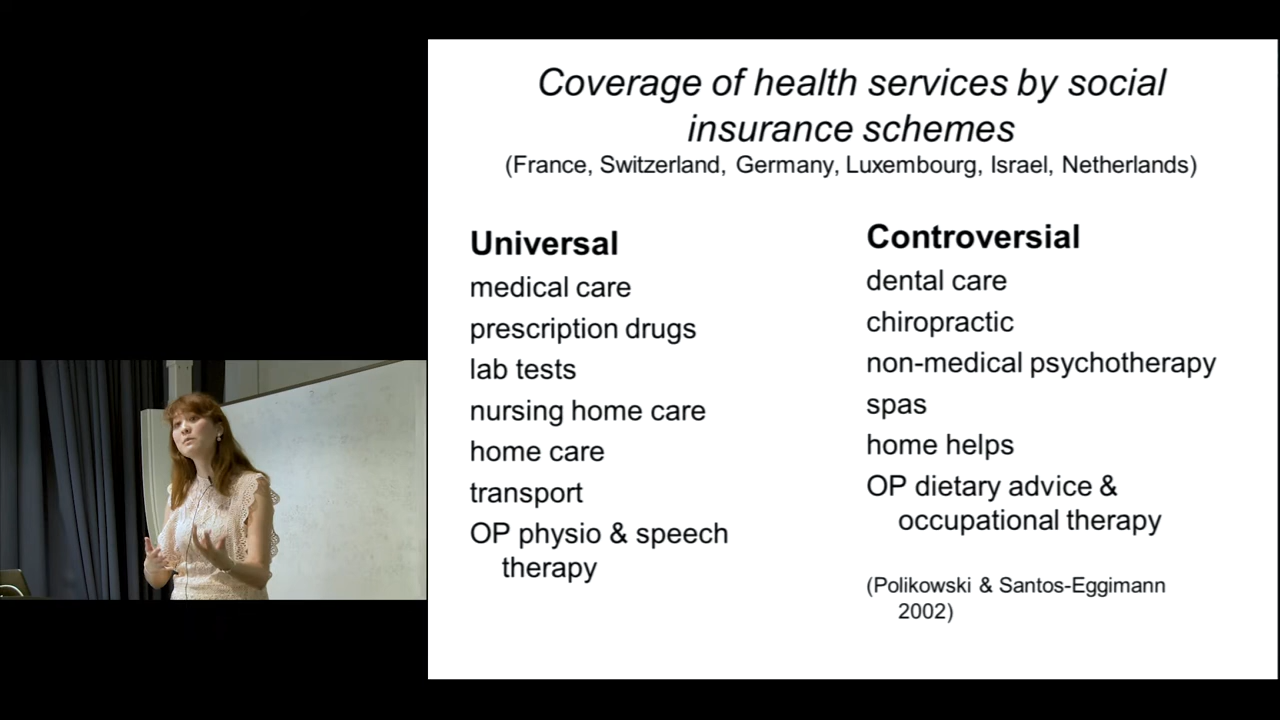 Coverage of health services by social
insurance schemes
(France, Switzerland, Germany, Luxembourg, Israel, Netherlands)
Universal
medical care
prescription drugs
lab tests
nursing home care
home care
transport
OP physio & speech
therapy
Controversial
dental care
chiropractic
non-medical psychotherapy
spas
home helps
OP dietary advice &
occupational therapy
(Polikowski & Santos-Eggimann
2002)